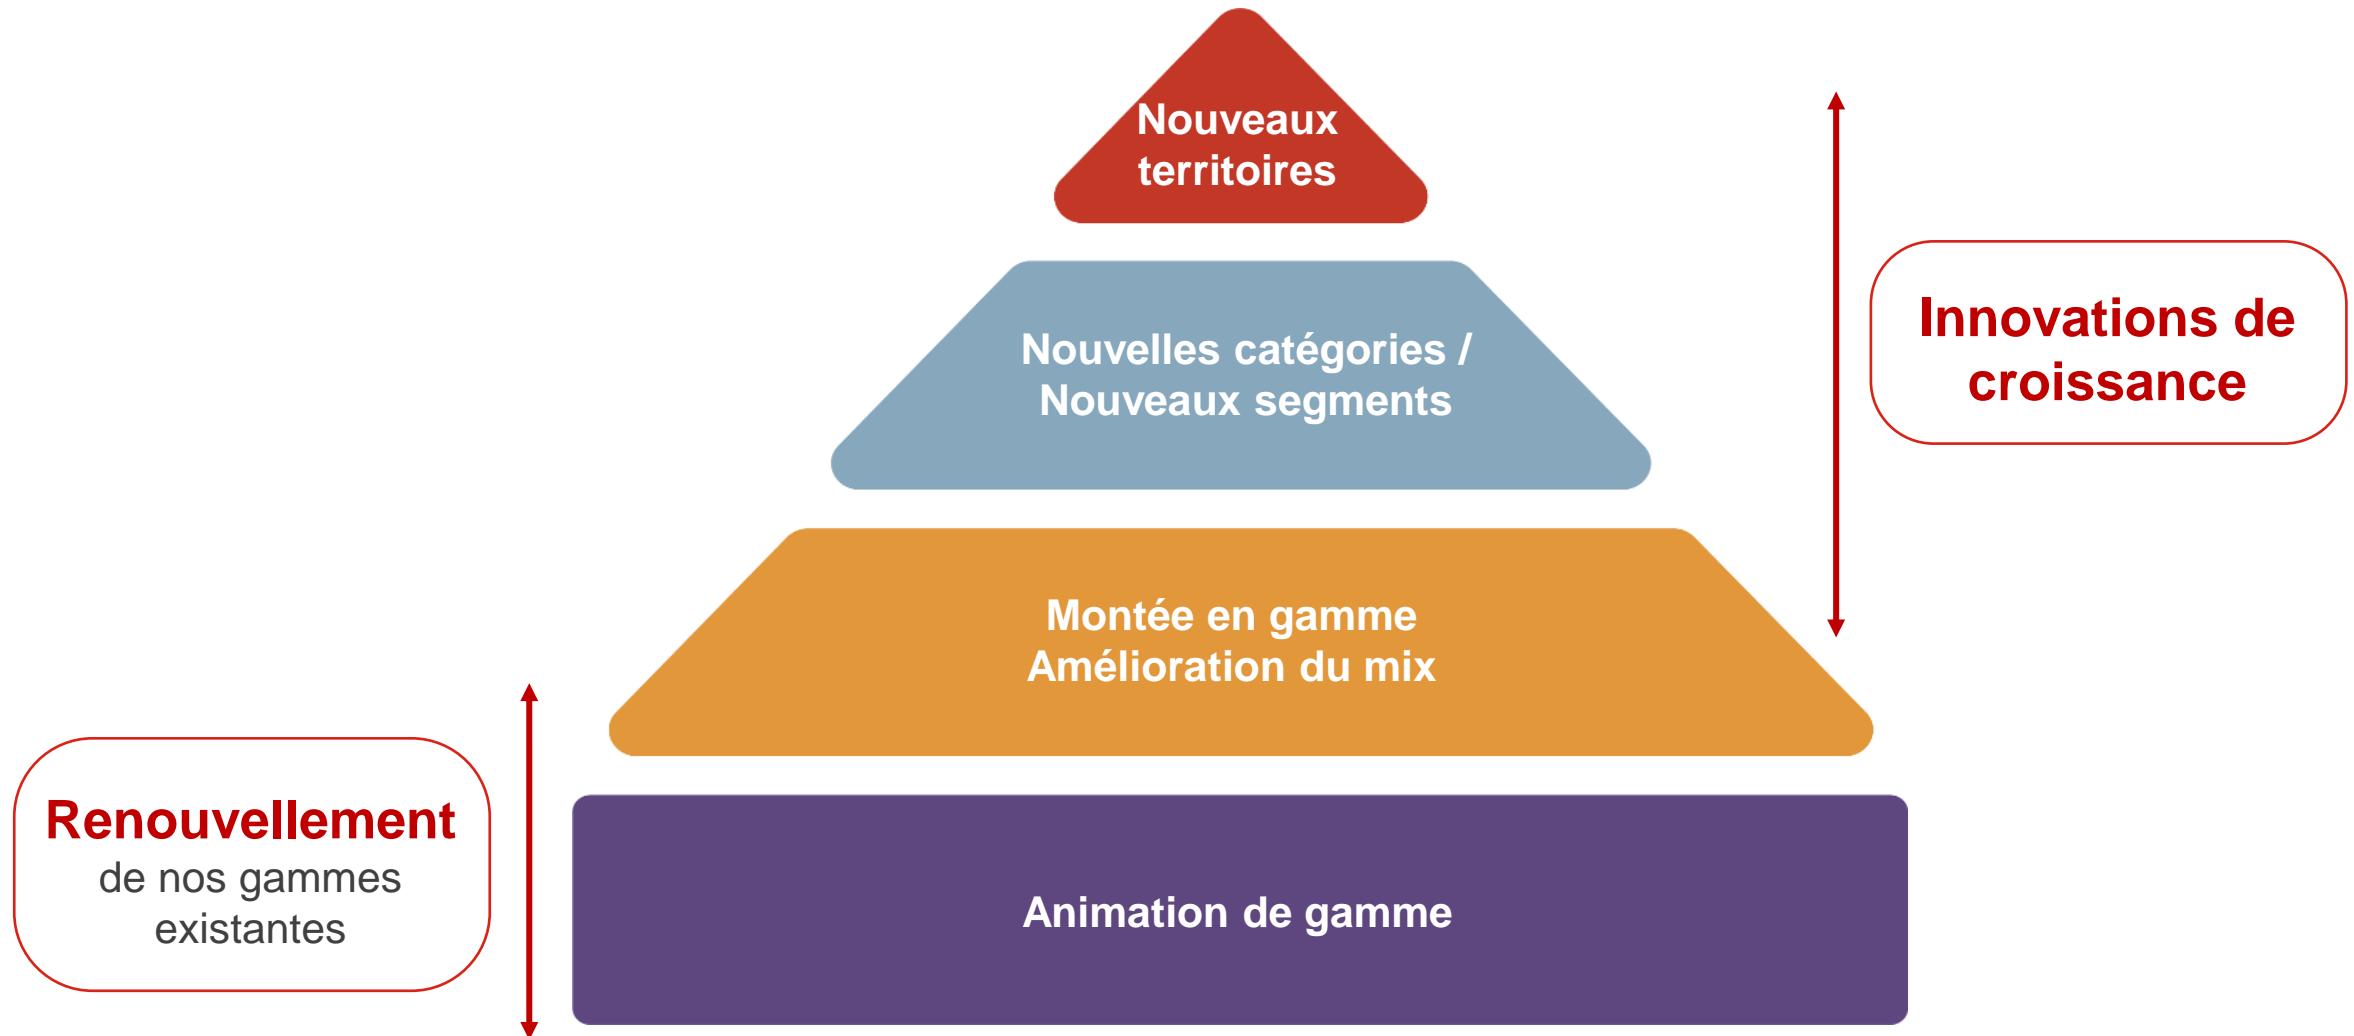 Nouveaux
territoires
Nouvelles catégories /
Nouveaux segments
Innovations de
croissance
Montée en gamme
Amélioration du mix
Renouvellement
de nos gammes
existantes
Animation de gamme